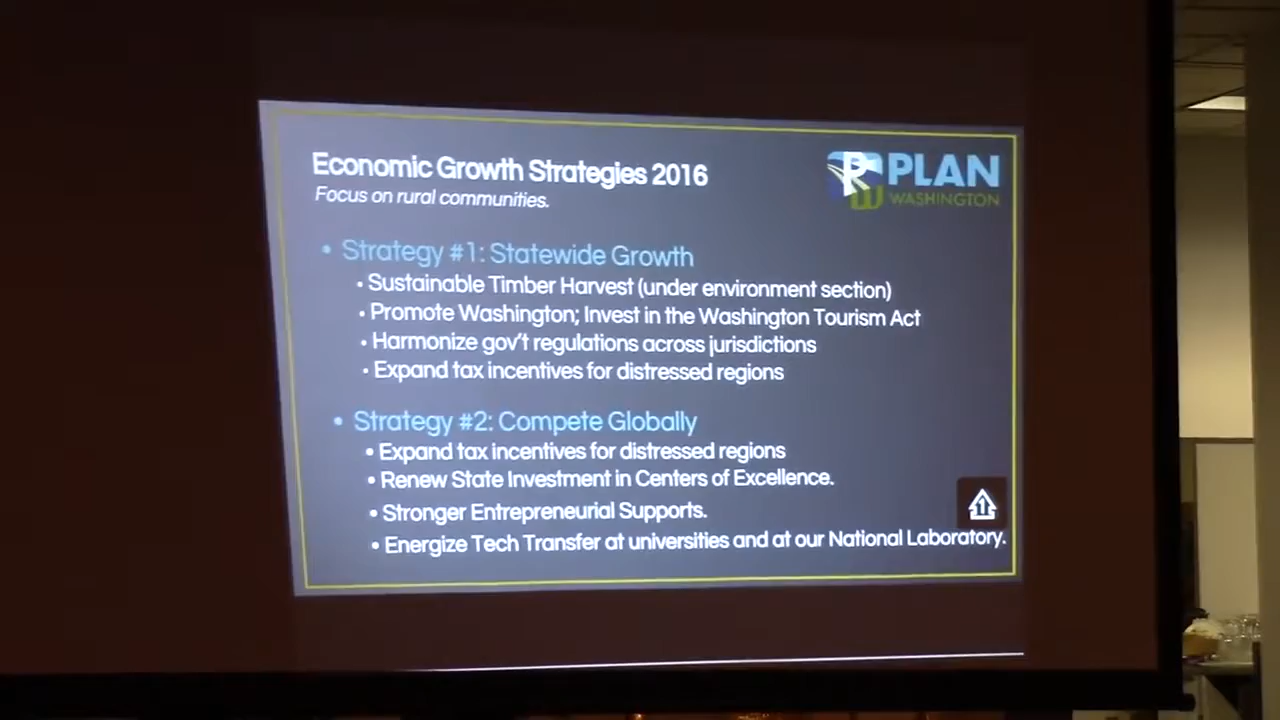 Economic Growth Strategies 2016
Focus on rural communities.
PLAN
WASHINGTON
• Strategy #1: Statewide Growth
• Sustainable Timber Harvest (under environment section)
• Promote Washington; Invest in the Washington Tourism Act
• Harmonize gov't regulations across jurisdictions
• Expand tax incentives for distressed regions
• Strategy #2: Compete Globally
• Expand tax incentives for distressed regions
• Renew State Investment in Centers of Excellence.
• Stronger Entrepreneurial Supports.
• Energize Tech Transfer at universities and at our National Laboratory.
1